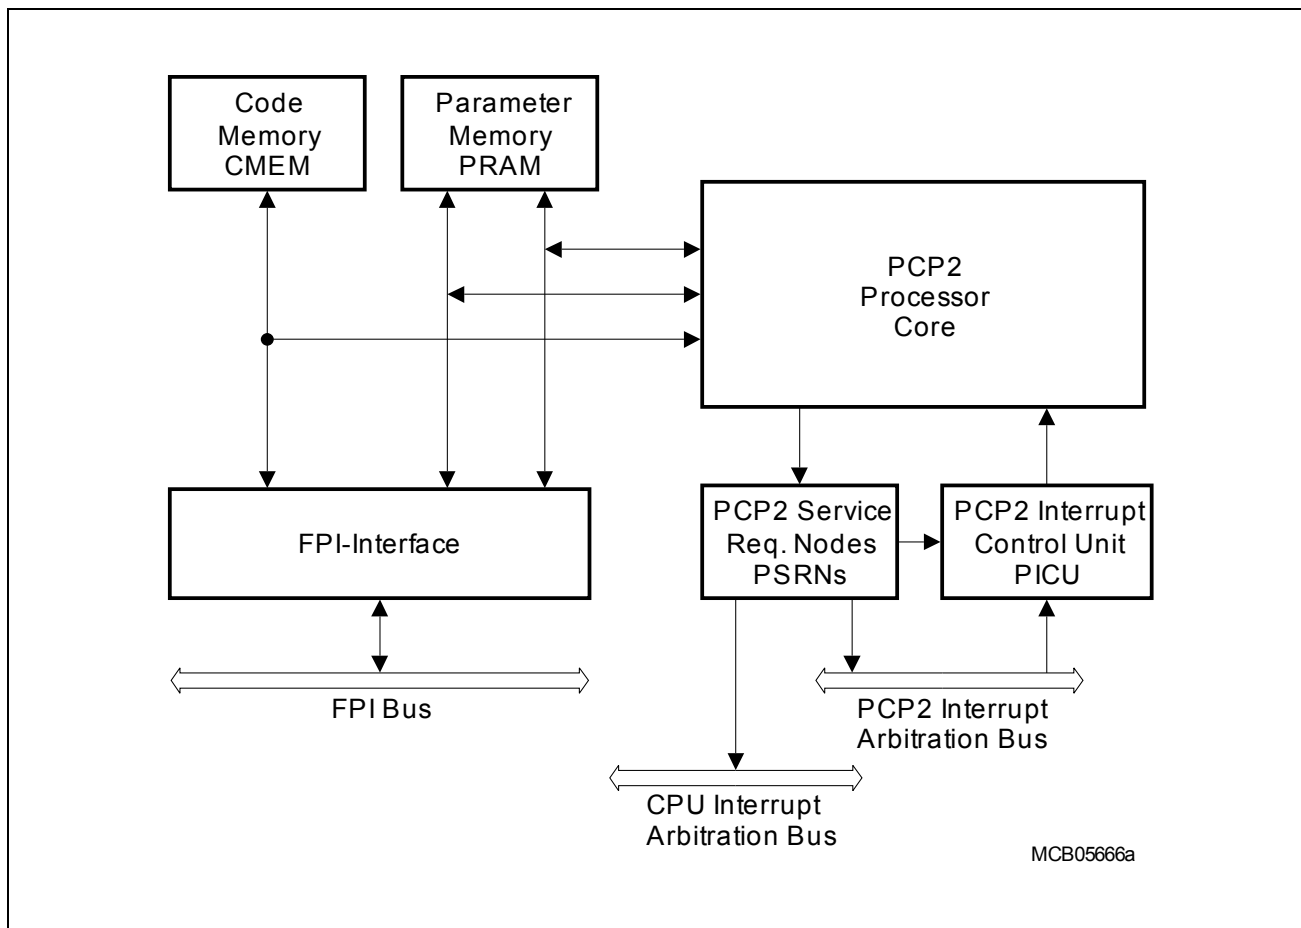 Code
Memory
CMEM
Parameter
Memory
PRAM
PCP2
Processor
Core
FPI-Interface
PCP2 Service
Req. Nodes
PSRNs
PCP2 Interrupt
Control Unit
PICU
FPI Bus
PCP2 Interrupt
Arbitration Bus
CPU Interrupt
Arbitration Bus
MCB05666a